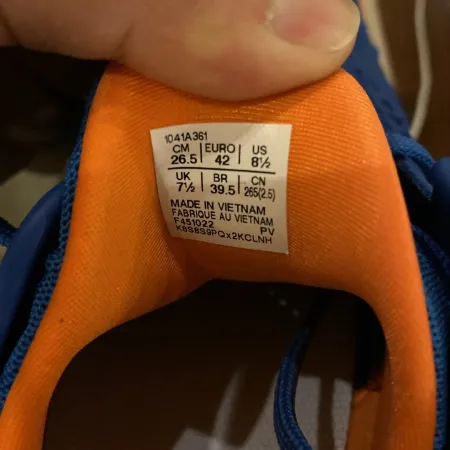 1041A361
CM EURO US
26.5 42 8½
UK BR CN
7½ 39.5 265(2.5)
MADE IN VIETNAM
FABRIQUE AU VIETNAM
F451022 PV
K8S8S9PQx2KCLNH